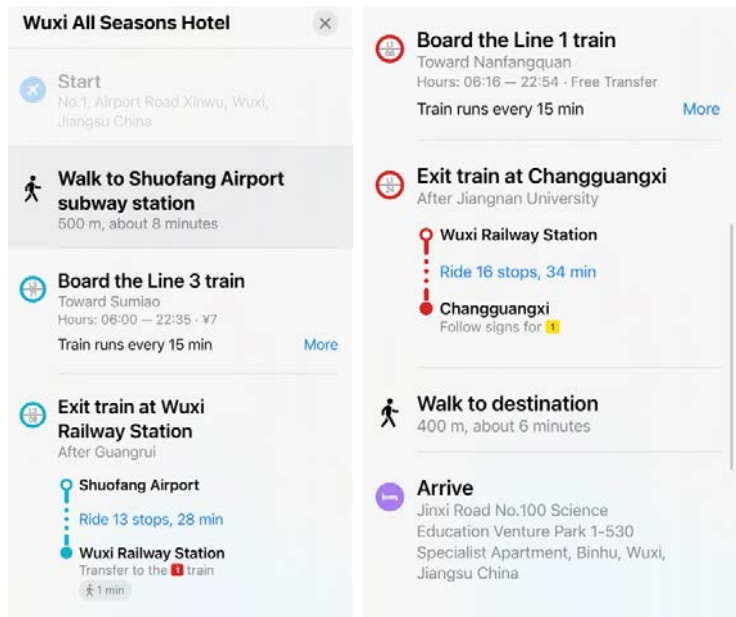 Wuxi All Seasons Hotel
Start
No.1, Airport Road Xinwu, Wuxi,
Jiangsu China
Walk to Shuofang Airport
subway station
500 m, about 8 minutes
Board the Line 3 train
Toward Sumiao
Hours: 06:00 — 22:35 · ¥7
Train runs every 15 min
More
Exit train at Wuxi
Railway Station
After Guangrui
Shuofang Airport
Ride 13 stops, 28 min
Wuxi Railway Station
Transfer to the 1 train
1 min
Board the Line 1 train
Toward Nanfangquan
Hours: 06:16 — 22:54 · Free Transfer
Train runs every 15 min
More
Exit train at Changguangxi
After Jiangnan University
Wuxi Railway Station
Ride 16 stops, 34 min
Changguangxi
Follow signs for 1
Walk to destination
400 m, about 6 minutes
Arrive
Jinxi Road No.100 Science
Education Venture Park 1-530
Specialist Apartment, Binhu, Wuxi,
Jiangsu China